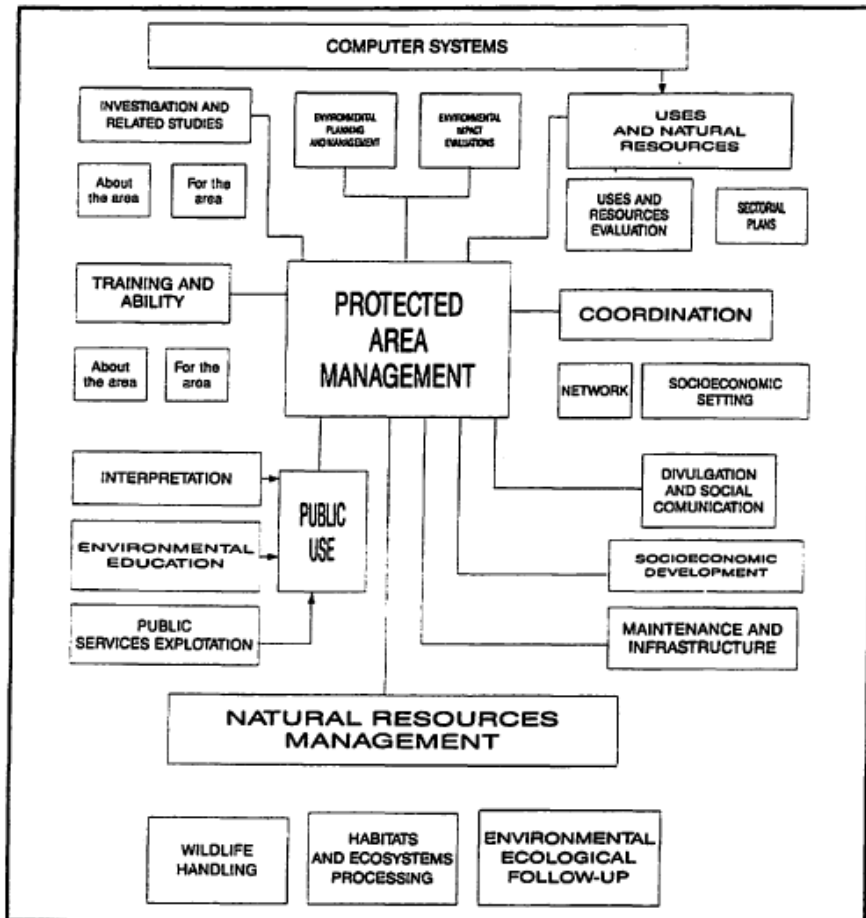 COMPUTER SYSTEMS
INVESTIGATION AND
RELATED STUDIES
ENVIRONMENTAL
PLANNING
AND MANAGEMENT
ENVIRONMENTAL
IMPACT
EVALUATIONS
USES
AND NATURAL
RESOURCES
About
the area
For the
area
USES AND
RESOURCES
EVALUATION
SECTORIAL
PLANS
TRAINING AND
ABILITY
PROTECTED
AREA
MANAGEMENT
COORDINATION
About
the area
For the
area
NETWORK
SOCIOECONOMIC
SETTING
INTERPRETATION
PUBLIC
USE
DIVULGATION
AND SOCIAL
COMUNICATION
ENVIRONMENTAL
EDUCATION
SOCIOECONOMIC
DEVELOPMENT
PUBLIC
SERVICES EXPLOTATION
MAINTENANCE AND
INFRASTRUCTURE
NATURAL RESOURCES
MANAGEMENT
WILDLIFE
HANDLING
HABITATS
AND ECOSYSTEMS
PROCESSING
ENVIRONMENTAL
ECOLOGICAL
FOLLOW-UP